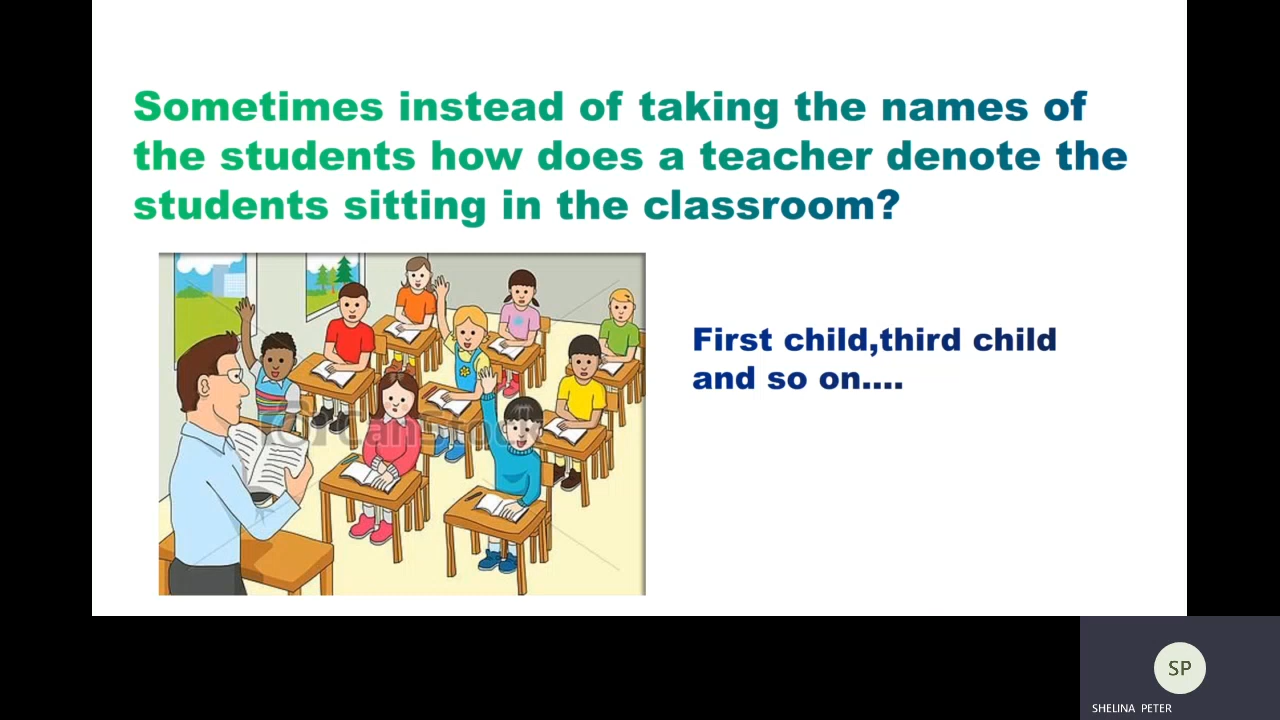 Sometimes instead of taking the names of
the students how does a teacher denote the
students sitting in the classroom?
First child,third child
and so on....
SP
SHELINA PETER